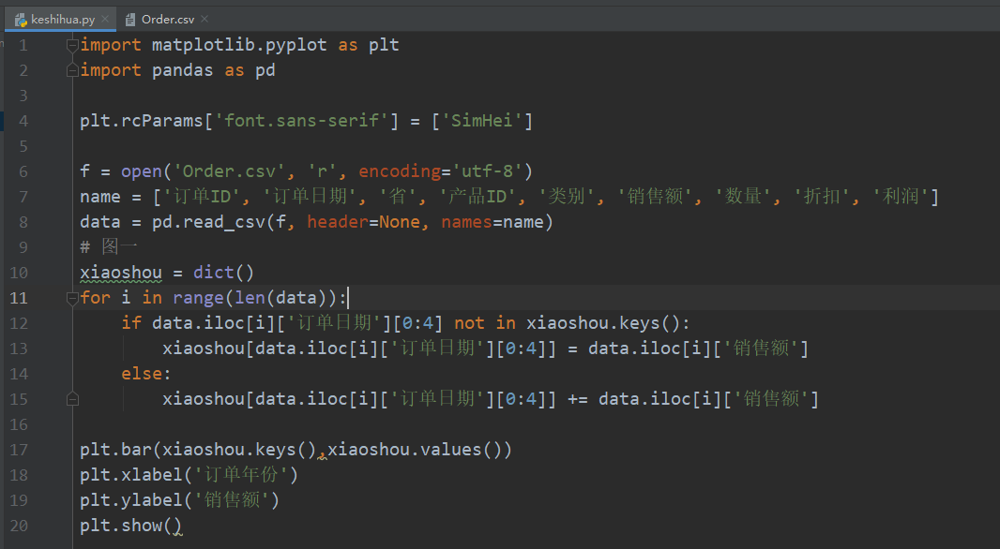 keshihua.py Order.csv
1 import matplotlib.pyplot as plt
2 import pandas as pd
3
4 plt.rcParams['font.sans-serif'] = ['SimHei']
5
6 f = open('Order.csv', 'r', encoding='utf-8')
7 name = ['订单ID', '订单日期', '省', '产品ID', '类别', '销售额', '数量', '折扣', '利润']
8 data = pd.read_csv(f, header=None, names=name)
9 # 图一
10 xiaoshou = dict()
11 for i in range(len(data)):
12 if data.iloc[i]['订单日期'][0:4] not in xiaoshou.keys():
13 xiaoshou[data.iloc[i]['订单日期'][0:4]] = data.iloc[i]['销售额']
14 else:
15 xiaoshou[data.iloc[i]['订单日期'][0:4]] += data.iloc[i]['销售额']
16
17 plt.bar(xiaoshou.keys(),xiaoshou.values())
18 plt.xlabel('订单年份')
19 plt.ylabel('销售额')
20 plt.show()